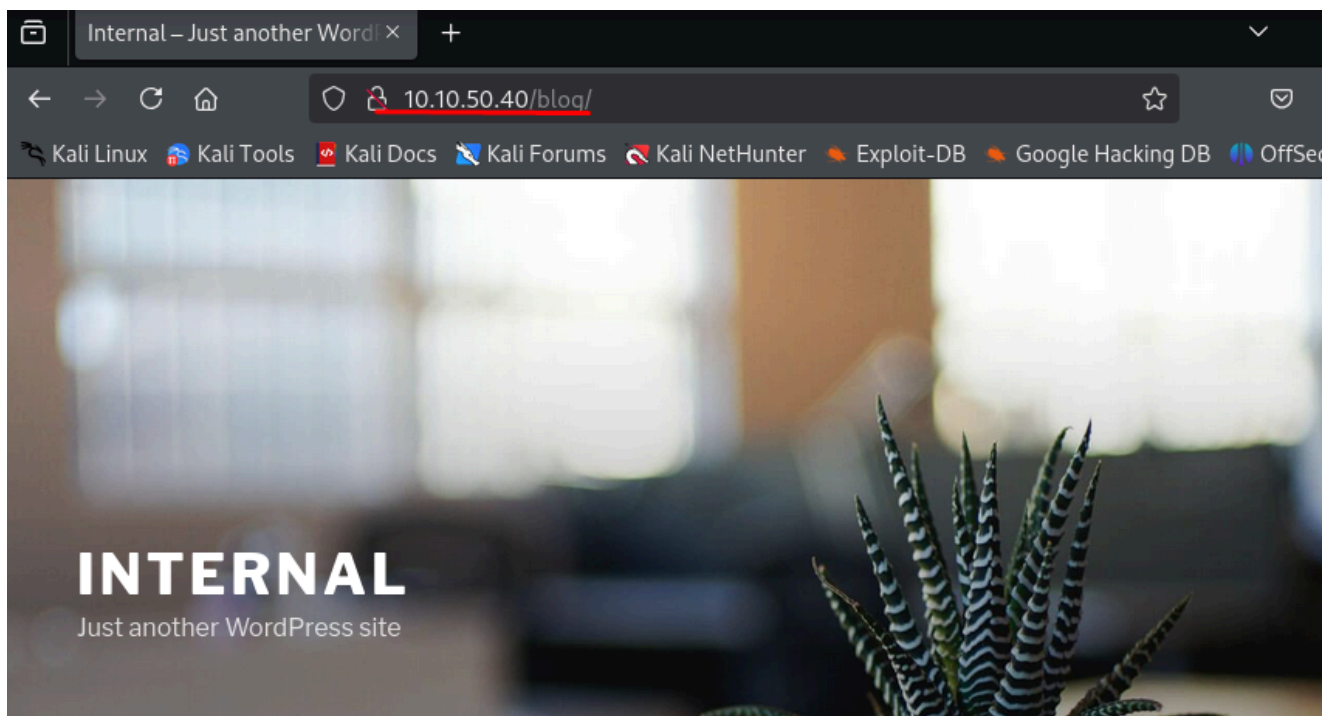 Internal – Just another WordP
10.10.50.40/blog/
Kali Linux Kali Tools Kali Docs Kali Forums Kali NetHunter Exploit-DB Google Hacking DB OffSec
INTERNAL
Just another WordPress site